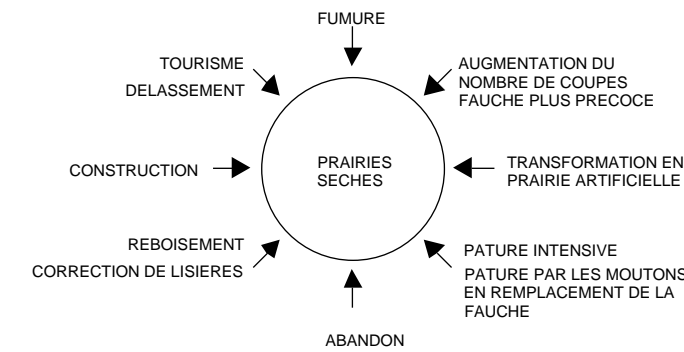 FUMURE
TOURISME
DELASSEMENT
AUGMENTATION DU
NOMBRE DE COUPES
FAUCHE PLUS PRECOCE
CONSTRUCTION
PRAIRIES
SECHES
TRANSFORMATION EN
PRAIRIE ARTIFICIELLE
REBOISEMENT
CORRECTION DE LISIERES
PATURE INTENSIVE
PATURE PAR LES MOUTONS
EN REMPLACEMENT DE LA
FAUCHE
ABANDON